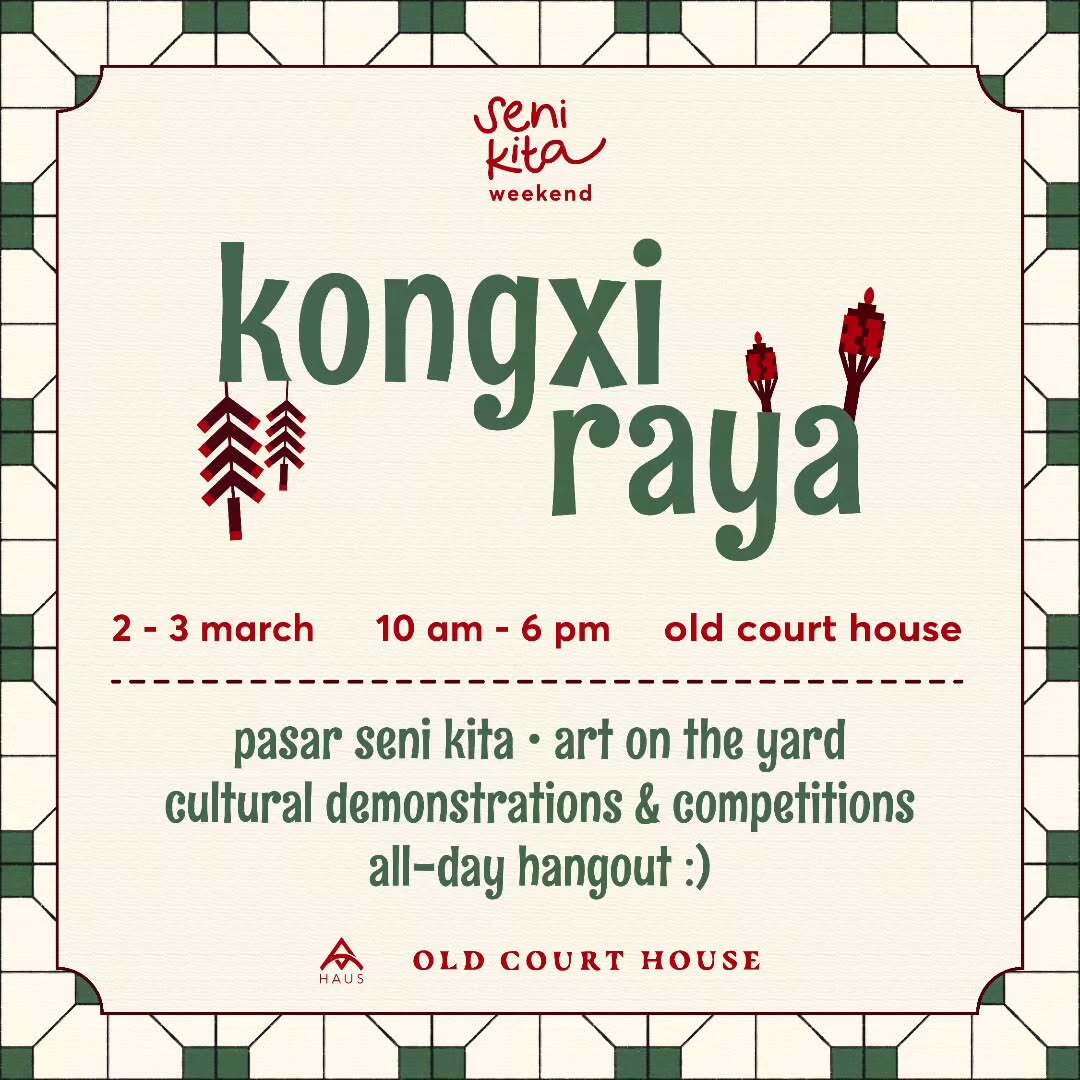 seni
kita
weekend
kongxi
raya
2 - 3 march 10 am - 6 pm old court house
pasar seni kita • art on the yard
cultural demonstrations & competitions
all-day hangout :)
HAUS OLD COURT HOUSE